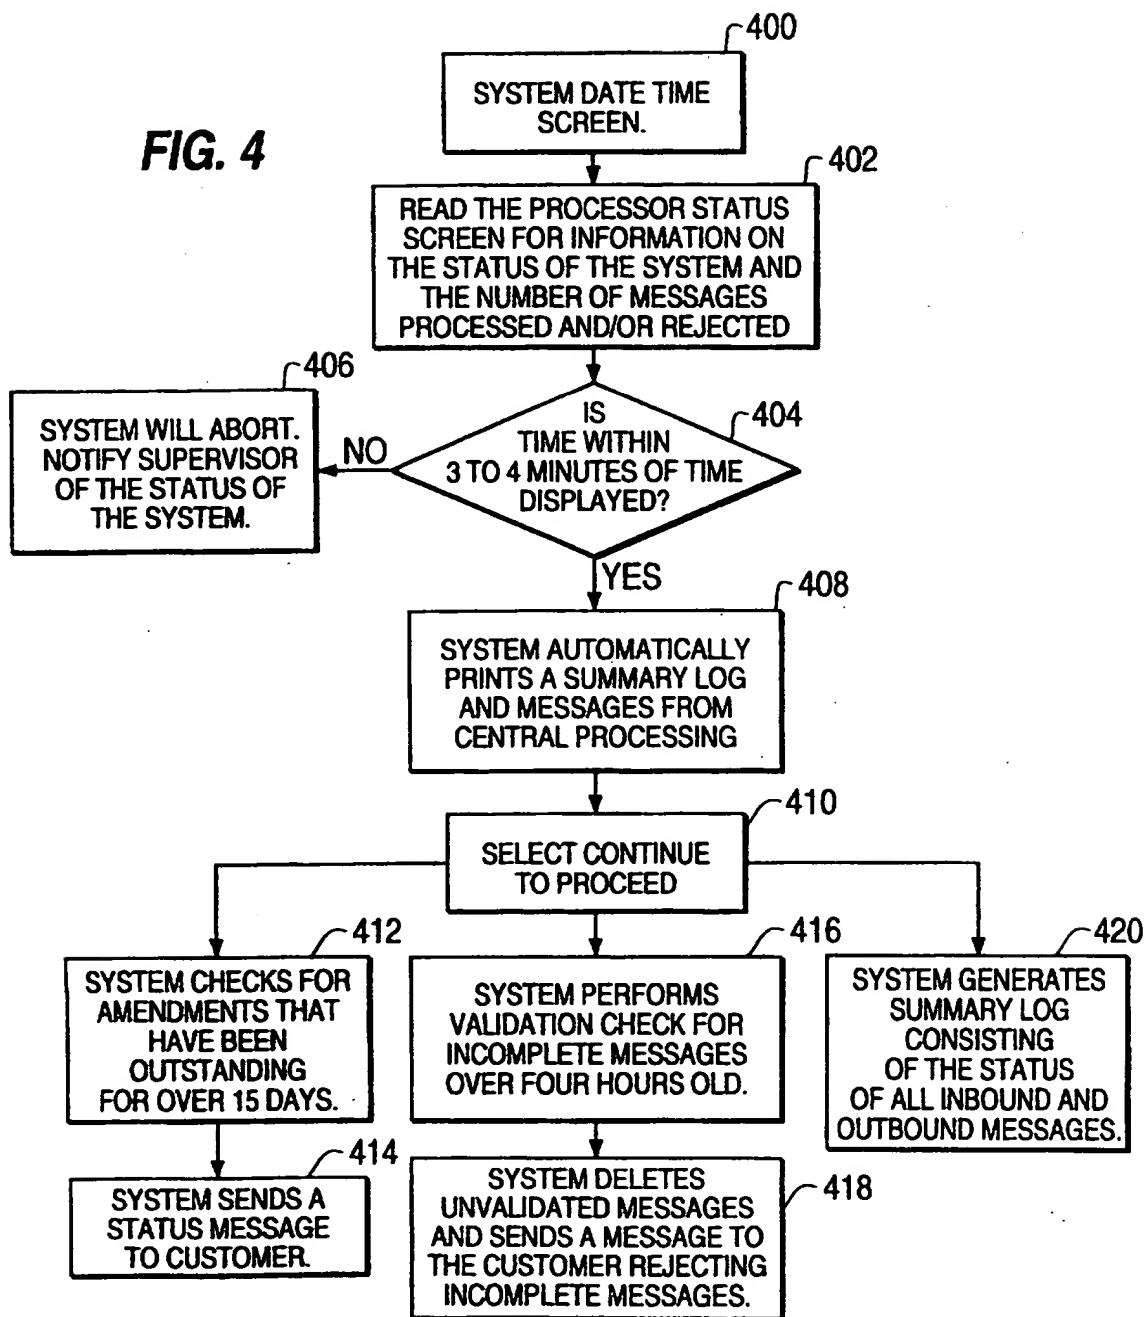 400
SYSTEM DATE TIME
SCREEN.
FIG. 4
402
READ THE PROCESSOR STATUS
SCREEN FOR INFORMATION ON
THE STATUS OF THE SYSTEM AND
THE NUMBER OF MESSAGES
PROCESSED AND/OR REJECTED
404
IS
TIME WITHIN
3 TO 4 MINUTES OF TIME
DISPLAYED?
NO
406
SYSTEM WILL ABORT.
NOTIFY SUPERVISOR
OF THE STATUS OF
THE SYSTEM.
YES
408
SYSTEM AUTOMATICALLY
PRINTS A SUMMARY LOG
AND MESSAGES FROM
CENTRAL PROCESSING
410
SELECT CONTINUE
TO PROCEED
412
SYSTEM CHECKS FOR
AMENDMENTS THAT
HAVE BEEN
OUTSTANDING
FOR OVER 15 DAYS.
414
SYSTEM SENDS A
STATUS MESSAGE
TO CUSTOMER.
416
SYSTEM PERFORMS
VALIDATION CHECK FOR
INCOMPLETE MESSAGES
OVER FOUR HOURS OLD.
418
SYSTEM DELETES
UNVALIDATED MESSAGES
AND SENDS A MESSAGE TO
THE CUSTOMER REJECTING
INCOMPLETE MESSAGES.
420
SYSTEM GENERATES
SUMMARY LOG
CONSISTING
OF THE STATUS
OF ALL INBOUND AND
OUTBOUND MESSAGES.